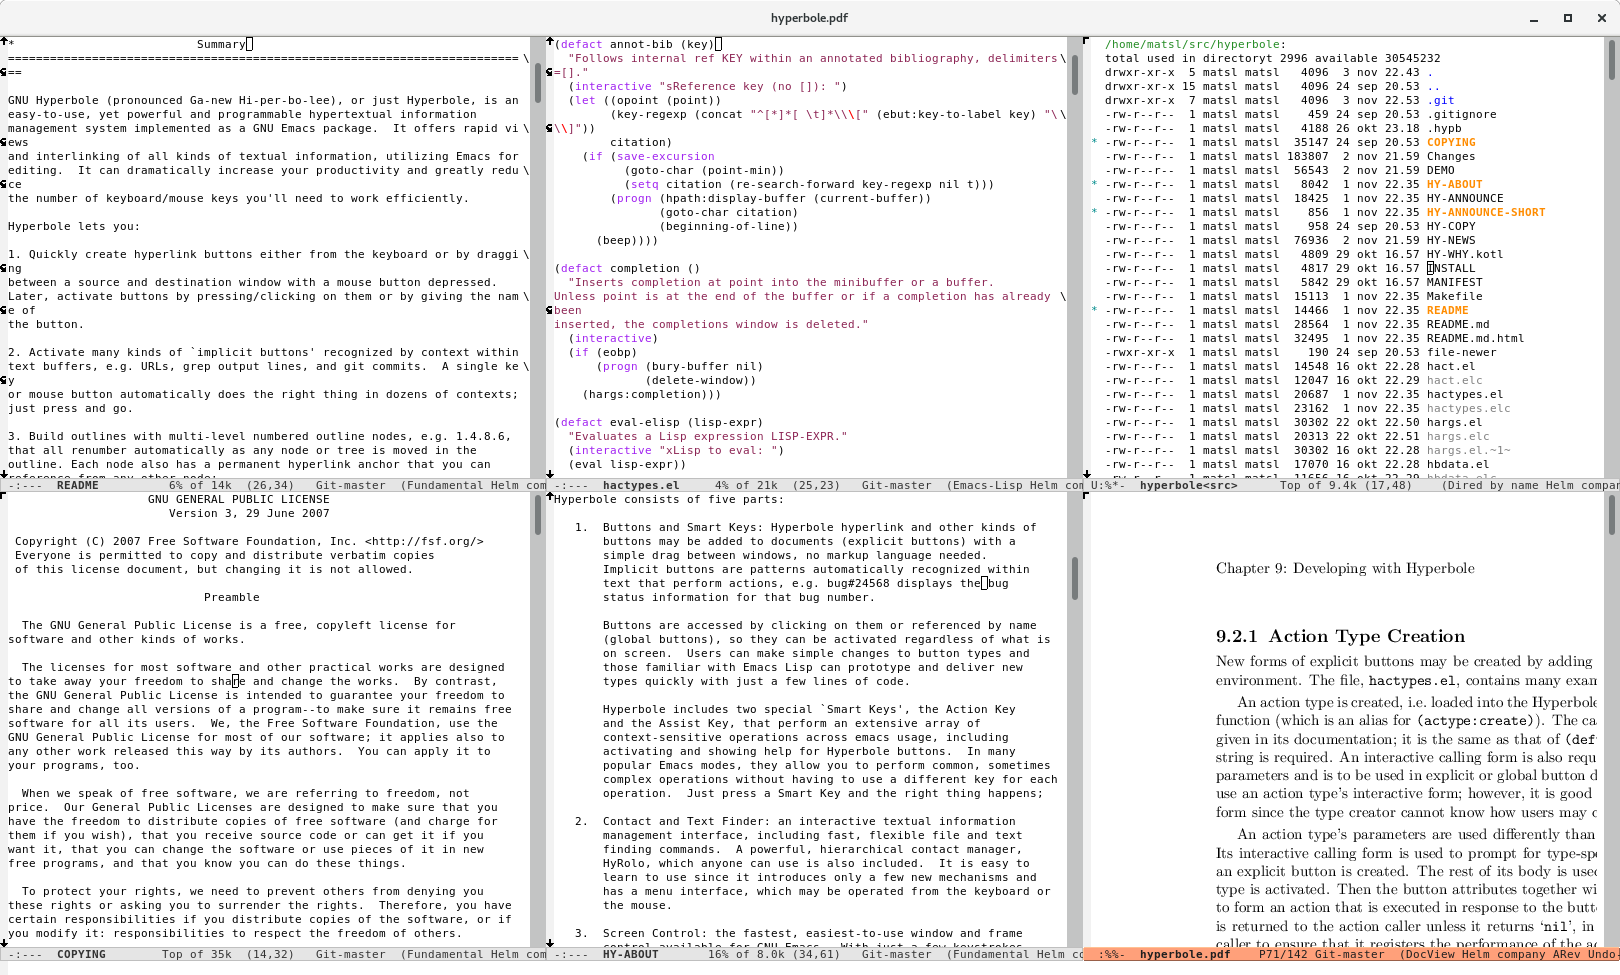 hyperbole.pdf
* Summary
========================================================================= \
==
GNU Hyperbole (pronounced Ga-new Hi-per-bo-lee), or just Hyperbole, is an
easy-to-use, yet powerful and programmable hypertextual information
management system implemented as a GNU Emacs package.  It offers rapid vi \
ews
and interlinking of all kinds of textual information, utilizing Emacs for
editing.  It can dramatically increase your productivity and greatly redu \
ce
the number of keyboard/mouse keys you'll need to work efficiently.
Hyperbole lets you:
1. Quickly create hyperlink buttons either from the keyboard or by draggi \
ng
between a source and destination window with a mouse button depressed.
Later, activate buttons by pressing/clicking on them or by giving the nam \
e of
the button.
2. Activate many kinds of `implicit buttons' recognized by context within
text buffers, e.g. URLs, grep output lines, and git commits.  A single ke \
y
or mouse button automatically does the right thing in dozens of contexts;
just press and go.
3. Build outlines with multi-level numbered outline nodes, e.g. 1.4.8.6,
that all renumber automatically as any node or tree is moved in the
outline. Each node also has a permanent hyperlink anchor that you can
reference from any other node;
-:---  README  6% of 14k  (26,34)  Git-master  (Fundamental Helm com
(defact annot-bib (key)
"Follows internal ref KEY within an annotated bibliography, delimiters \
=[]."
(interactive "sReference key (no []): ")
(let ((opoint (point))
(key-regexp (concat "^[*]*[ \t]*\\\[" (ebut:key-to-label key) "\ \
\\]"))
citation)
(if (save-excursion
(goto-char (point-min))
(setq citation (re-search-forward key-regexp nil t)))
(progn (hpath:display-buffer (current-buffer))
(goto-char citation)
(beginning-of-line))
(beep))))
(defact completion ()
"Inserts completion at point into the minibuffer or a buffer.
Unless point is at the end of the buffer or if a completion has already \
been
inserted, the completions window is deleted."
(interactive)
(if (eobp)
(progn (bury-buffer nil)
(delete-window))
(hargs:completion)))
(defact eval-elisp (lisp-expr)
"Evaluates a Lisp expression LISP-EXPR."
(interactive "xLisp to eval: ")
(eval lisp-expr))
-:---  hactypes.el  4% of 21k  (25,23)  Git-master  (Emacs-Lisp Helm com
/home/matsl/src/hyperbole:
total used in directoryt 2996 available 30545232
drwxr-xr-x  5 matsl matsl   4096  3 nov 22.43 .
drwxr-xr-x 15 matsl matsl   4096 24 sep 20.53 ..
drwxr-xr-x  7 matsl matsl   4096  3 nov 22.53 .git
-rw-r--r--  1 matsl matsl    459 24 sep 20.53 .gitignore
-rw-r--r--  1 matsl matsl   4188 26 okt 23.18 .hypb
* -rw-r--r--  1 matsl matsl  35147 24 sep 20.53 COPYING
-rw-r--r--  1 matsl matsl 183807  2 nov 21.59 Changes
-rw-r--r--  1 matsl matsl  56543  2 nov 21.59 DEMO
* -rw-r--r--  1 matsl matsl   8042  1 nov 22.35 HY-ABOUT
-rw-r--r--  1 matsl matsl  18425  1 nov 22.35 HY-ANNOUNCE
* -rw-r--r--  1 matsl matsl    856  1 nov 22.35 HY-ANNOUNCE-SHORT
-rw-r--r--  1 matsl matsl    958 24 sep 20.53 HY-COPY
-rw-r--r--  1 matsl matsl  76936  2 nov 21.59 HY-NEWS
-rw-r--r--  1 matsl matsl   4809 29 okt 16.57 HY-WHY.kotl
-rw-r--r--  1 matsl matsl   4817 29 okt 16.57 INSTALL
-rw-r--r--  1 matsl matsl   5842 29 okt 16.57 MANIFEST
-rw-r--r--  1 matsl matsl  15113  1 nov 22.35 Makefile
* -rw-r--r--  1 matsl matsl  14466  1 nov 22.35 README
-rw-r--r--  1 matsl matsl  28564  1 nov 22.35 README.md
-rw-r--r--  1 matsl matsl  32495  1 nov 22.35 README.md.html
-rwxr-xr-x  1 matsl matsl    190 24 sep 20.53 file-newer
-rw-r--r--  1 matsl matsl  14548 16 okt 22.28 hact.el
-rw-r--r--  1 matsl matsl  12047 16 okt 22.29 hact.elc
-rw-r--r--  1 matsl matsl  20687  1 nov 22.35 hactypes.el
-rw-r--r--  1 matsl matsl  23162  1 nov 22.35 hactypes.elc
-rw-r--r--  1 matsl matsl  30302 22 okt 22.50 hargs.el
-rw-r--r--  1 matsl matsl  20313 22 okt 22.51 hargs.elc
-rw-r--r--  1 matsl matsl  30302 16 okt 22.28 hargs.el.~1~
-rw-r--r--  1 matsl matsl  17070 16 okt 22.28 hbdata.el
U:%*-  hyperbole<src>  Top of 9.4k (17,48)  (Dired by name Helm compan
GNU GENERAL PUBLIC LICENSE
Version 3, 29 June 2007
Copyright (C) 2007 Free Software Foundation, Inc. <http://fsf.org/>
Everyone is permitted to copy and distribute verbatim copies
of this license document, but changing it is not allowed.
Preamble
The GNU General Public License is a free, copyleft license for
software and other kinds of works.
The licenses for most software and other practical works are designed
to take away your freedom to share and change the works.  By contrast,
the GNU General Public License is intended to guarantee your freedom to
share and change all versions of a program--to make sure it remains free
software for all its users.  We, the Free Software Foundation, use the
GNU General Public License for most of our software; it applies also to
any other work released this way by its authors.  You can apply it to
your programs, too.
When we speak of free software, we are referring to freedom, not
price.  Our General Public Licenses are designed to make sure that you
have the freedom to distribute copies of free software (and charge for
them if you wish), that you receive source code or can get it if you
want it, that you can change the software or use pieces of it in new
free programs, and that you know you can do these things.
To protect your rights, we need to prevent others from denying you
these rights or asking you to surrender the rights.  Therefore, you have
certain responsibilities if you distribute copies of the software, or if
you modify it: responsibilities to respect the freedom of others.
-:---  COPYING  Top of 35k  (14,32)  Git-master  (Fundamental Helm com
Hyperbole consists of five parts:
1.  Buttons and Smart Keys: Hyperbole hyperlink and other kinds of
buttons may be added to documents (explicit buttons) with a
simple drag between windows, no markup language needed.
Implicit buttons are patterns automatically recognized within
text that perform actions, e.g. bug#24568 displays the bug
status information for that bug number.
Buttons are accessed by clicking on them or referenced by name
(global buttons), so they can be activated regardless of what is
on screen.  Users can make simple changes to button types and
those familiar with Emacs Lisp can prototype and deliver new
types quickly with just a few lines of code.
Hyperbole includes two special `Smart Keys', the Action Key
and the Assist Key, that perform an extensive array of
context-sensitive operations across emacs usage, including
activating and showing help for Hyperbole buttons.  In many
popular Emacs modes, they allow you to perform common, sometimes
complex operations without having to use a different key for each
operation.  Just press a Smart Key and the right thing happens;
2.  Contact and Text Finder: an interactive textual information
management interface, including fast, flexible file and text
finding commands.  A powerful, hierarchical contact manager,
HyRolo, which anyone can use is also included.  It is easy to
learn to use since it introduces only a few new mechanisms and
has a menu interface, which may be operated from the keyboard or
the mouse.
3.  Screen Control: the fastest, easiest-to-use window and frame
control available for GNU Emacs.  With just a few keystrokes,
-:---  HY-ABOUT  16% of 8.0k (34,61)  Git-master  (Fundamental Helm co
Chapter 9: Developing with Hyperbole
9.2.1 Action Type Creation
New forms of explicit buttons may be created by adding
environment. The file, hactypes.el, contains many exam
An action type is created, i.e. loaded into the Hyperbole
function (which is an alias for (actype:create)). The ca
given in its documentation; it is the same as that of (def
string is required. An interactive calling form is also requ
parameters and is to be used in explicit or global button d
use an action type's interactive form; however, it is good
form since the type creator cannot know how users may c
An action type's parameters are used differently than
Its interactive calling form is used to prompt for type-spe
an explicit button is created. The rest of its body is used
type is activated. Then the button attributes together wi
to form an action that is executed in response to the butt
is returned to the action caller unless it returns ‘nil’, in
caller to ensure that it registers the performance of the ac
:%%-  hyperbole.pdf  P71/142 Git-master  (DocView Helm company ARev Undo